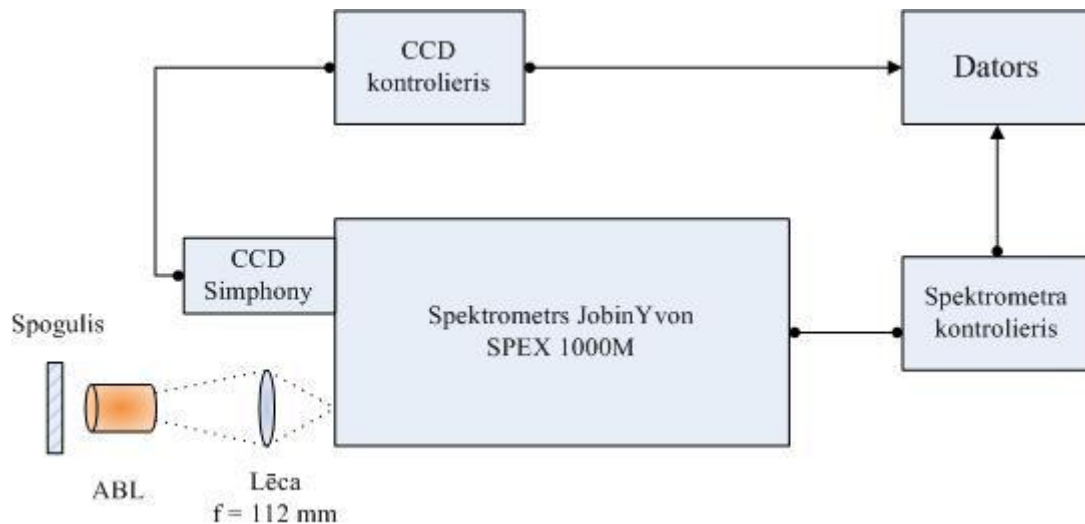 CCD
kontrolieris
Dators
CCD
Simphony
Spektrometrs JobinYvon
SPEX 1000M
Spektrometra
kontrolieris
Spogulis
ABL
Lēca
f = 112 mm